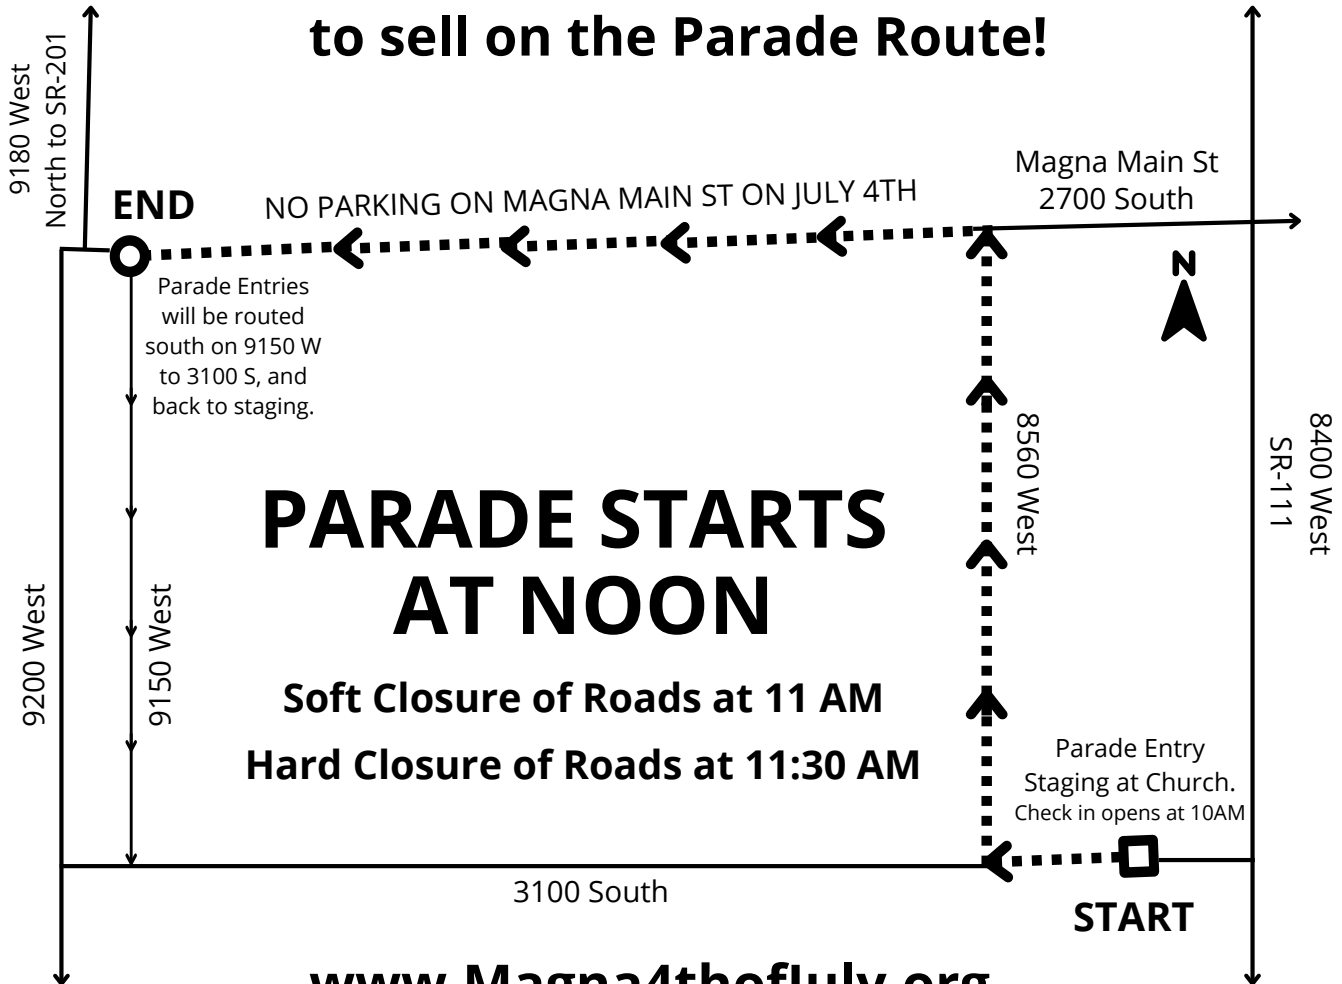 to sell on the Parade Route!
9180 West
North to SR-201
Magna Main St
2700 South
END
NO PARKING ON MAGNA MAIN ST ON JULY 4TH
N
Parade Entries
will be routed
south on 9150 W
to 3100 S, and
back to staging.
8560 West
SR-111
8400 West
PARADE STARTS
AT NOON
9200 West
9150 West
Soft Closure of Roads at 11 AM
Hard Closure of Roads at 11:30 AM
Parade Entry
Staging at Church.
Check in opens at 10AM
3100 South
START
www.Magna4thofJuly.org